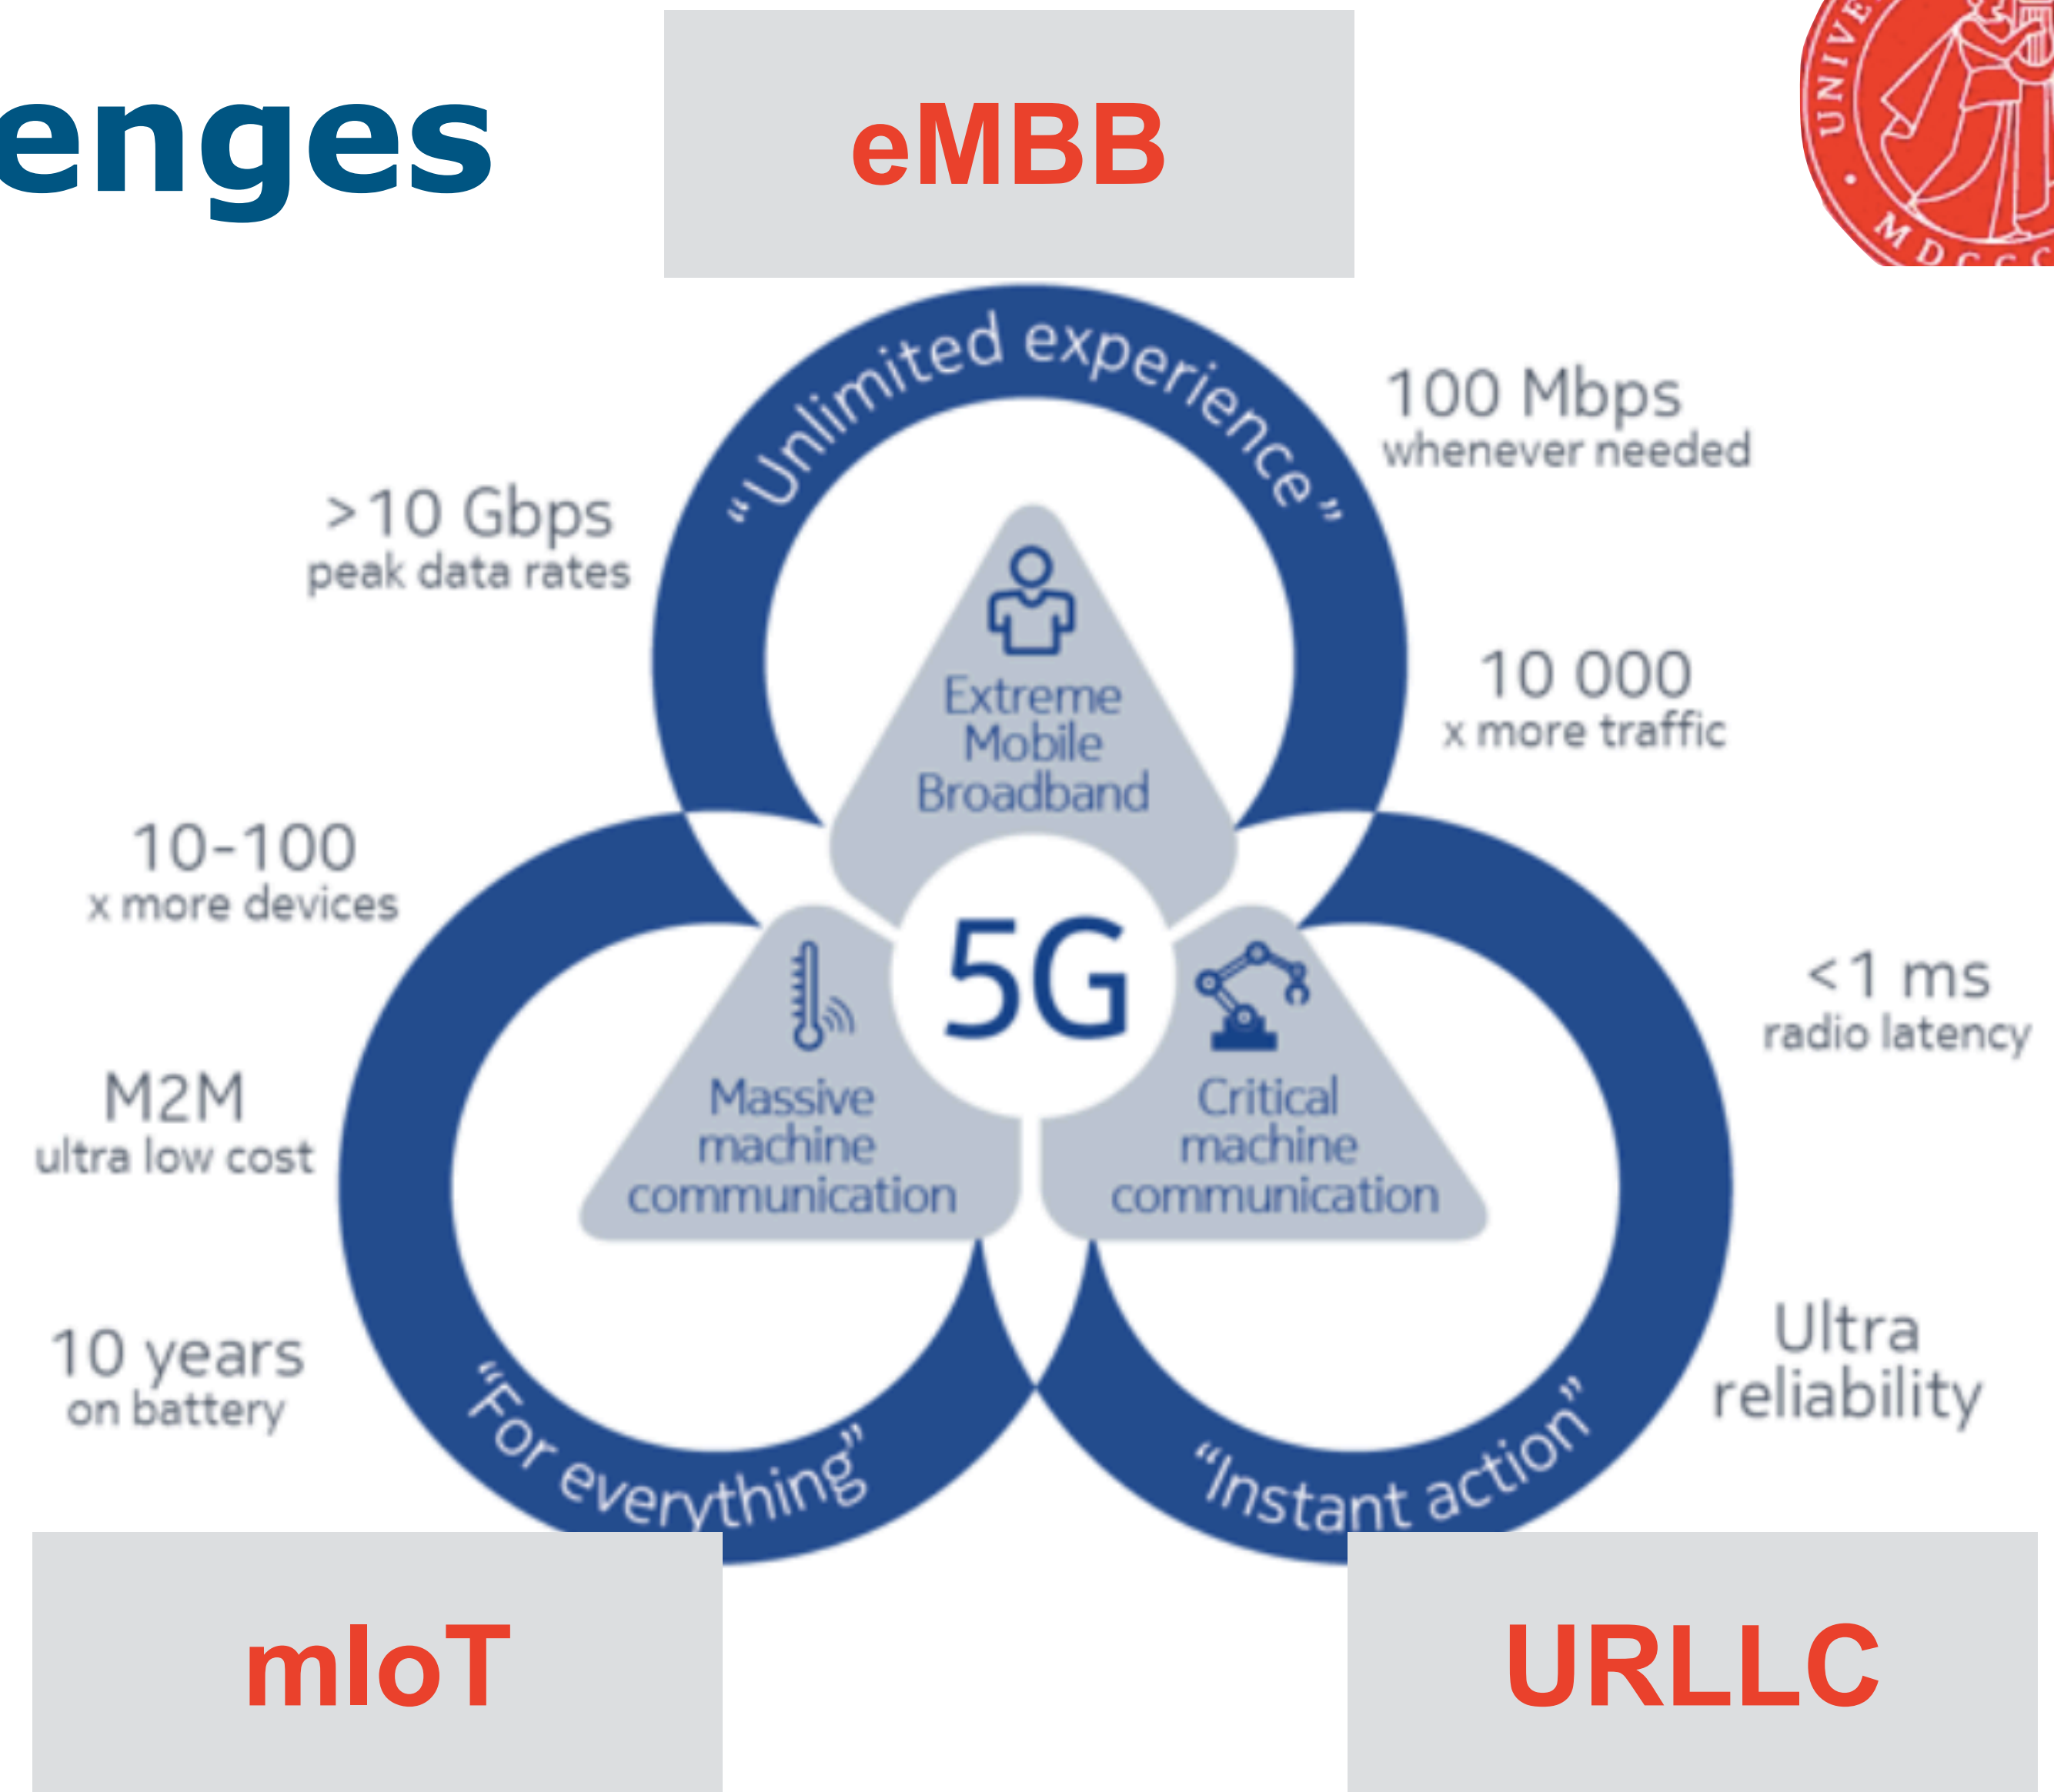 enges
eMBB
UNIVE
MDCCC
“Unlimited experience”
100 Mbps
whenever needed
>10 Gbps
peak data rates
10 000
x more traffic
Extreme
Mobile
Broadband
10-100
x more devices
5G
<1 ms
radio latency
M2M
ultra low cost
Massive
machine
communication
Critical
machine
communication
10 years
on battery
Ultra
reliability
“For everything”
“Instant action”
mIoT
URLLC